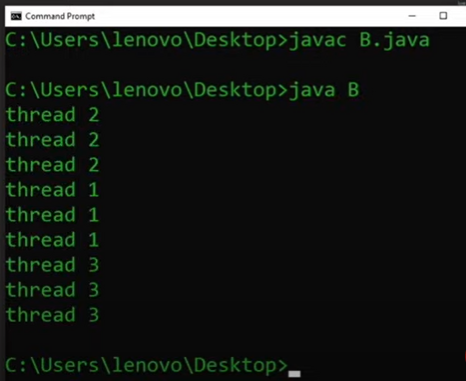 Command Prompt
C:\Users\lenovo\Desktop>javac B.java
C:\Users\lenovo\Desktop>java B
thread 2
thread 2
thread 2
thread 1
thread 1
thread 1
thread 3
thread 3
thread 3
C:\Users\lenovo\Desktop>